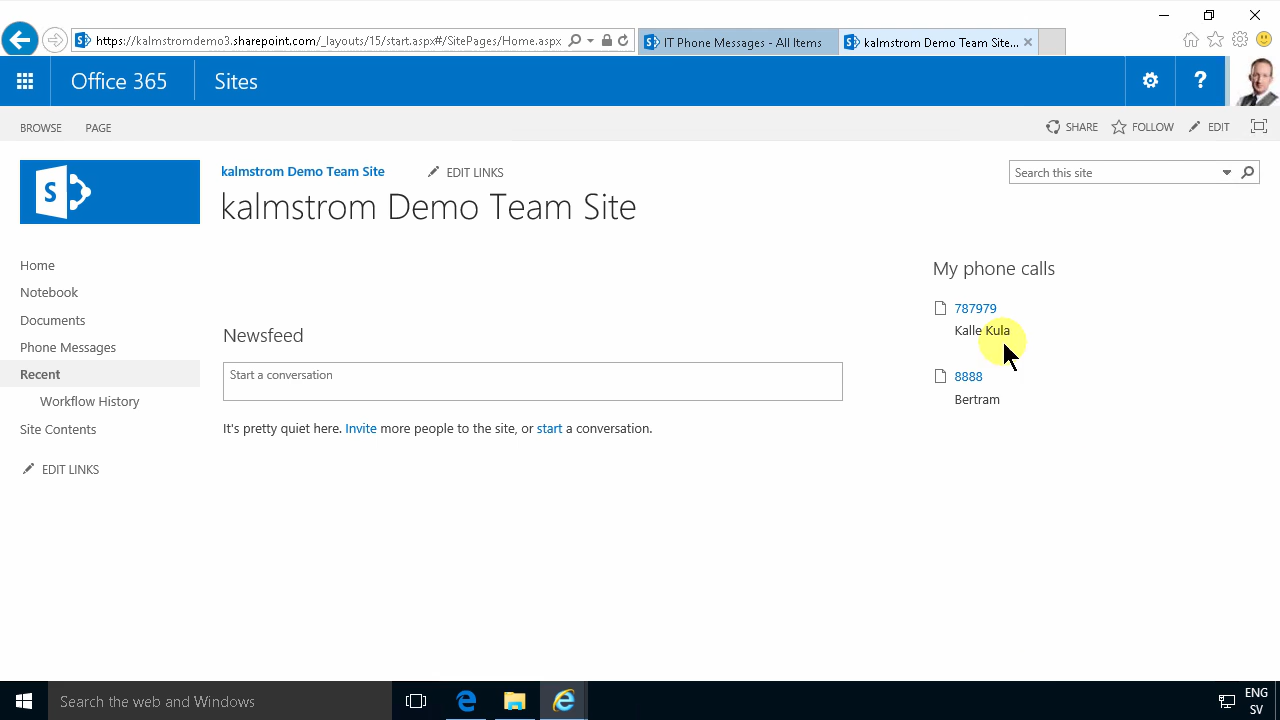 https://kalmstromdemo3.sharepoint.com/_layouts/15/start.aspx#/SitePages/Home.aspx
IT Phone Messages - All Items
kalmstrom Demo Team Site...
Office 365
Sites
?
BROWSE
PAGE
SHARE
FOLLOW
EDIT
S
kalmstrom Demo Team Site
EDIT LINKS
Search this site
kalmstrom Demo Team Site
Home
Notebook
Documents
Phone Messages
Recent
Workflow History
Site Contents
EDIT LINKS
Newsfeed
Start a conversation
It's pretty quiet here. Invite more people to the site, or start a conversation.
My phone calls
787979
Kalle Kula
8888
Bertram
Search the web and Windows
ENG
SV